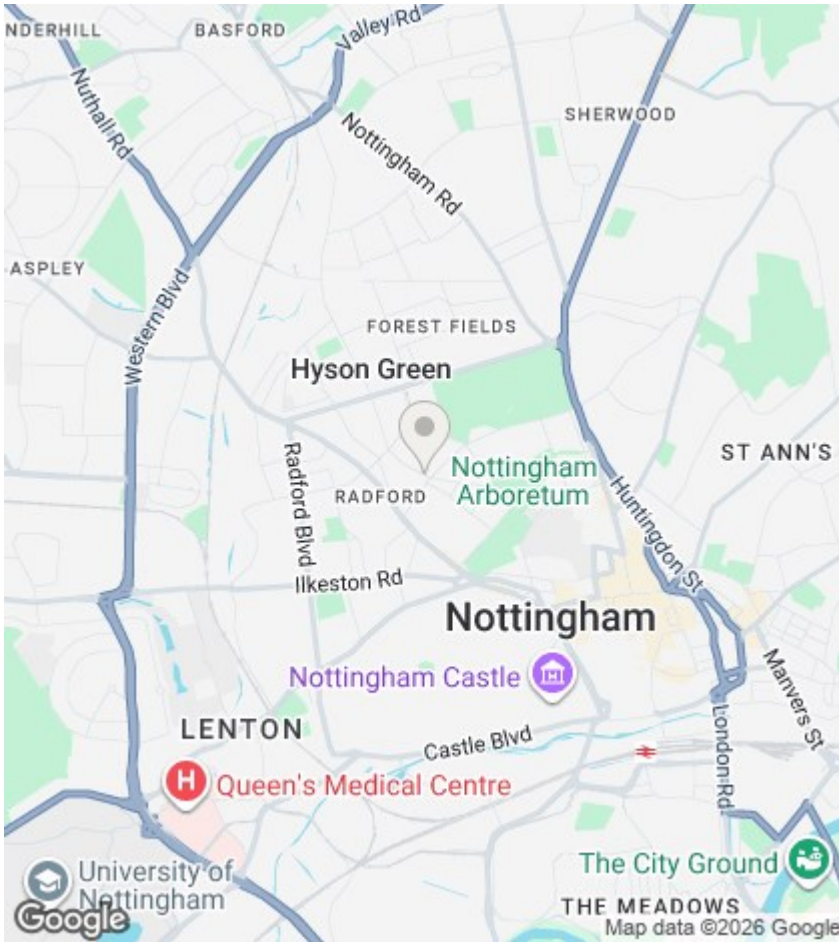 NDERHILL
BASFORD
Valley Rd
Nuthall Rd
Nottingham Rd
SHERWOOD
ASPLEY
Western Blvd
FOREST FIELDS
Hyson Green
Radford Blvd
RADFORD
Nottingham
Arboretum
ST ANN'S
Huntingdon St
Ilkeston Rd
Nottingham
Nottingham Castle
Manvers St
LENTON
Castle Blvd
London Rd
H
Queen's Medical Centre
University of
Nottingham
The City Ground
THE MEADOWS
Google
Map data ©2026 Google